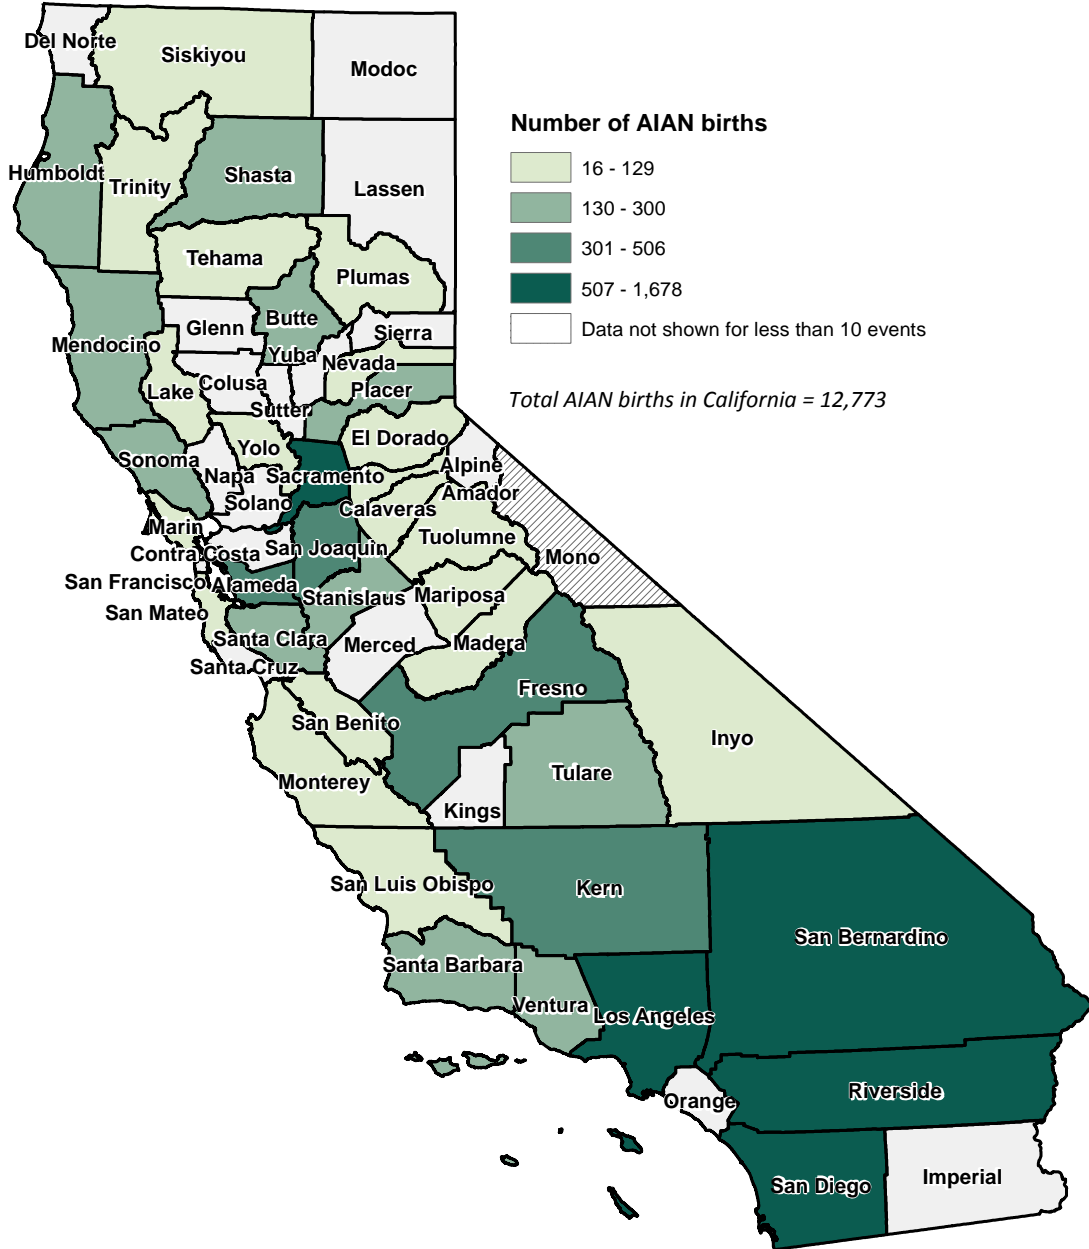 Del Norte
Siskiyou
Modoc
Number of AIAN births
16 - 129
130 - 300
301 - 506
507 - 1,678
Data not shown for less than 10 events
Total AIAN births in California = 12,773
Humboldt
Trinity
Shasta
Lassen
Tehama
Plumas
Glenn
Butte
Sierra
Mendocino
Yuba
Nevada
Lake
Colusa
Placer
Sutter
El Dorado
Yolo
Sonoma
Napa
Sacramento
Alpine
Amador
Solano
Calaveras
Marin
Tuolumne
Contra Costa
San Joaquin
Mono
San Francisco
Alameda
Stanislaus
Mariposa
San Mateo
Santa Clara
Merced
Madera
Santa Cruz
Fresno
San Benito
Inyo
Monterey
Tulare
Kings
San Luis Obispo
Kern
San Bernardino
Santa Barbara
Ventura
Los Angeles
Orange
Riverside
San Diego
Imperial